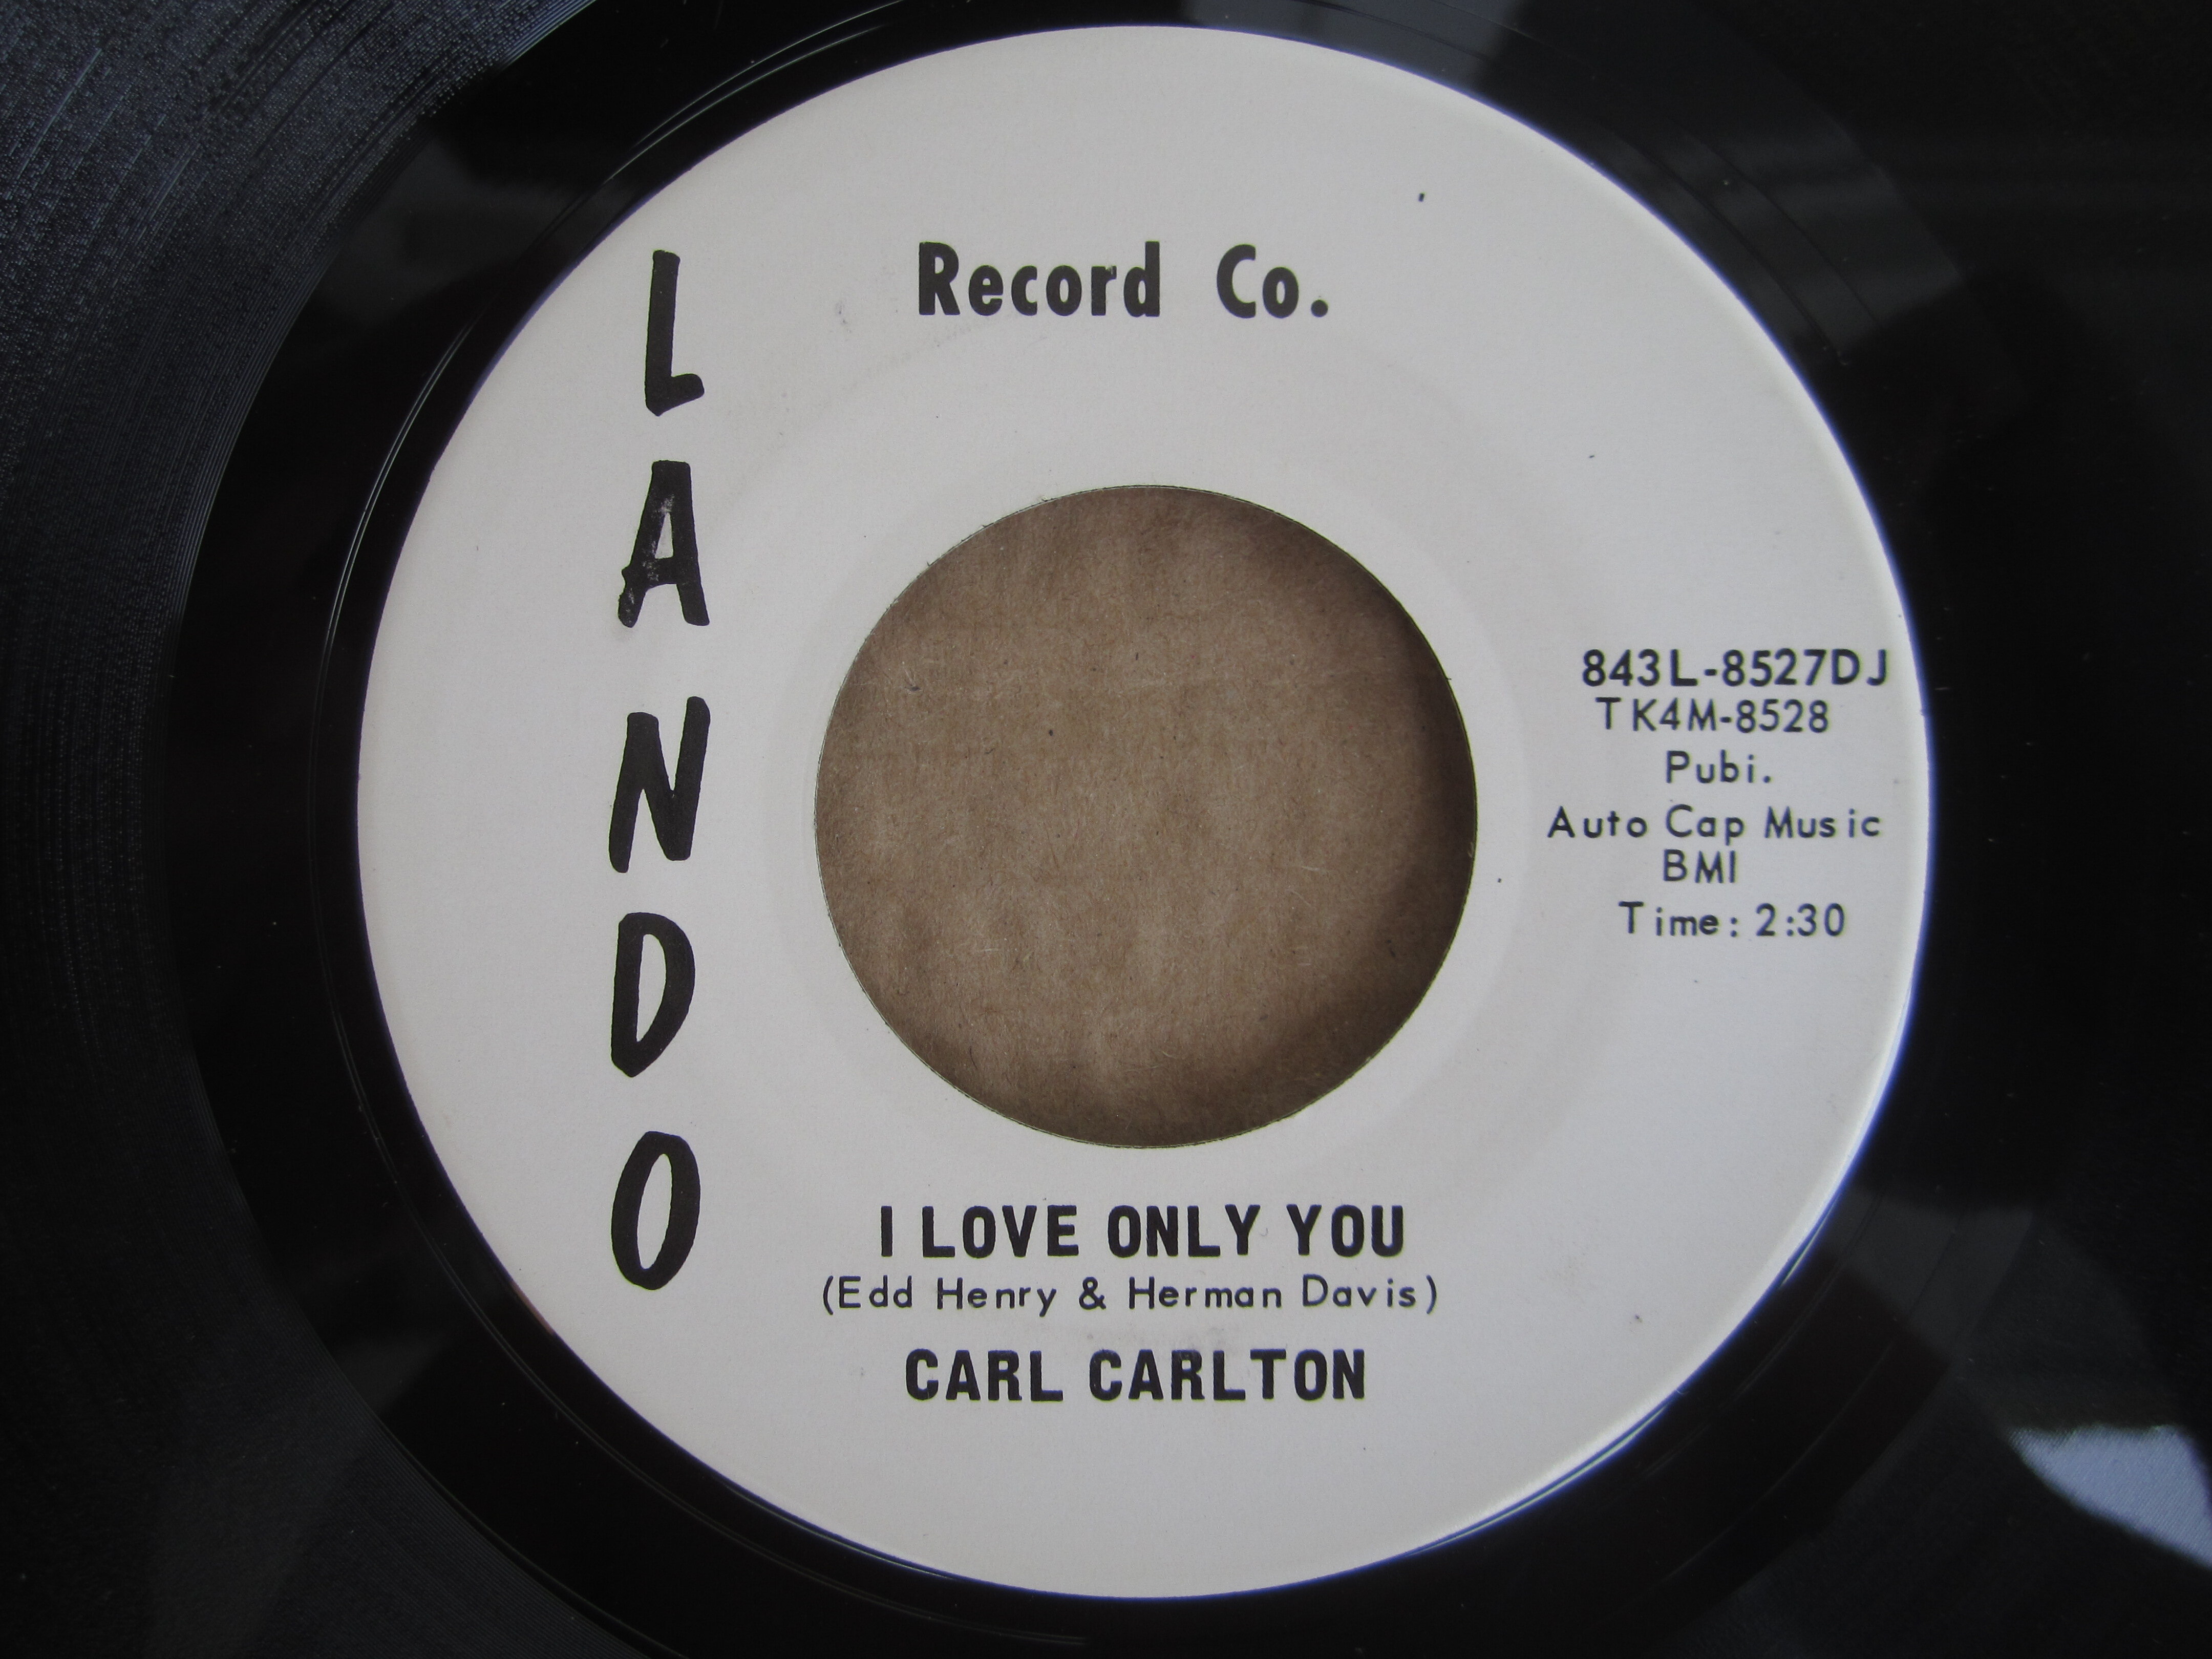 LANDO
Record Co.
843L-8527DJ
TK4M-8528
Pubi.
Auto Cap Music
BMI
Time: 2:30
I LOVE ONLY YOU
(Edd Henry & Herman Davis)
CARL CARLTON